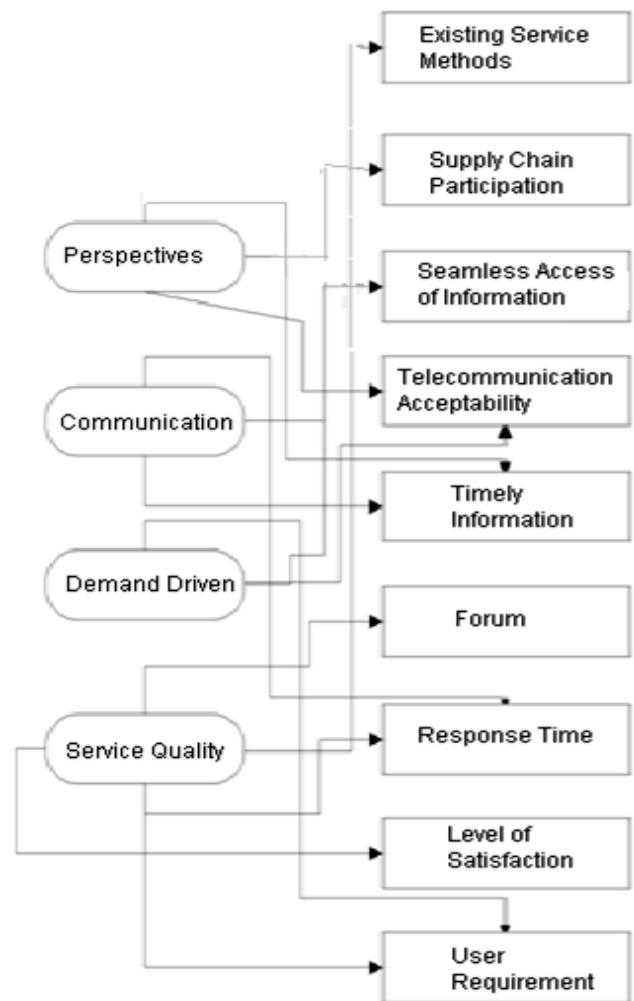 Existing Service
Methods
Supply Chain
Participation
Perspectives
Seamless Access
of Information
Telecommunication
Acceptability
Communication
Timely
Information
Demand Driven
Forum
Service Quality
Response Time
Level of
Satisfaction
User
Requirement